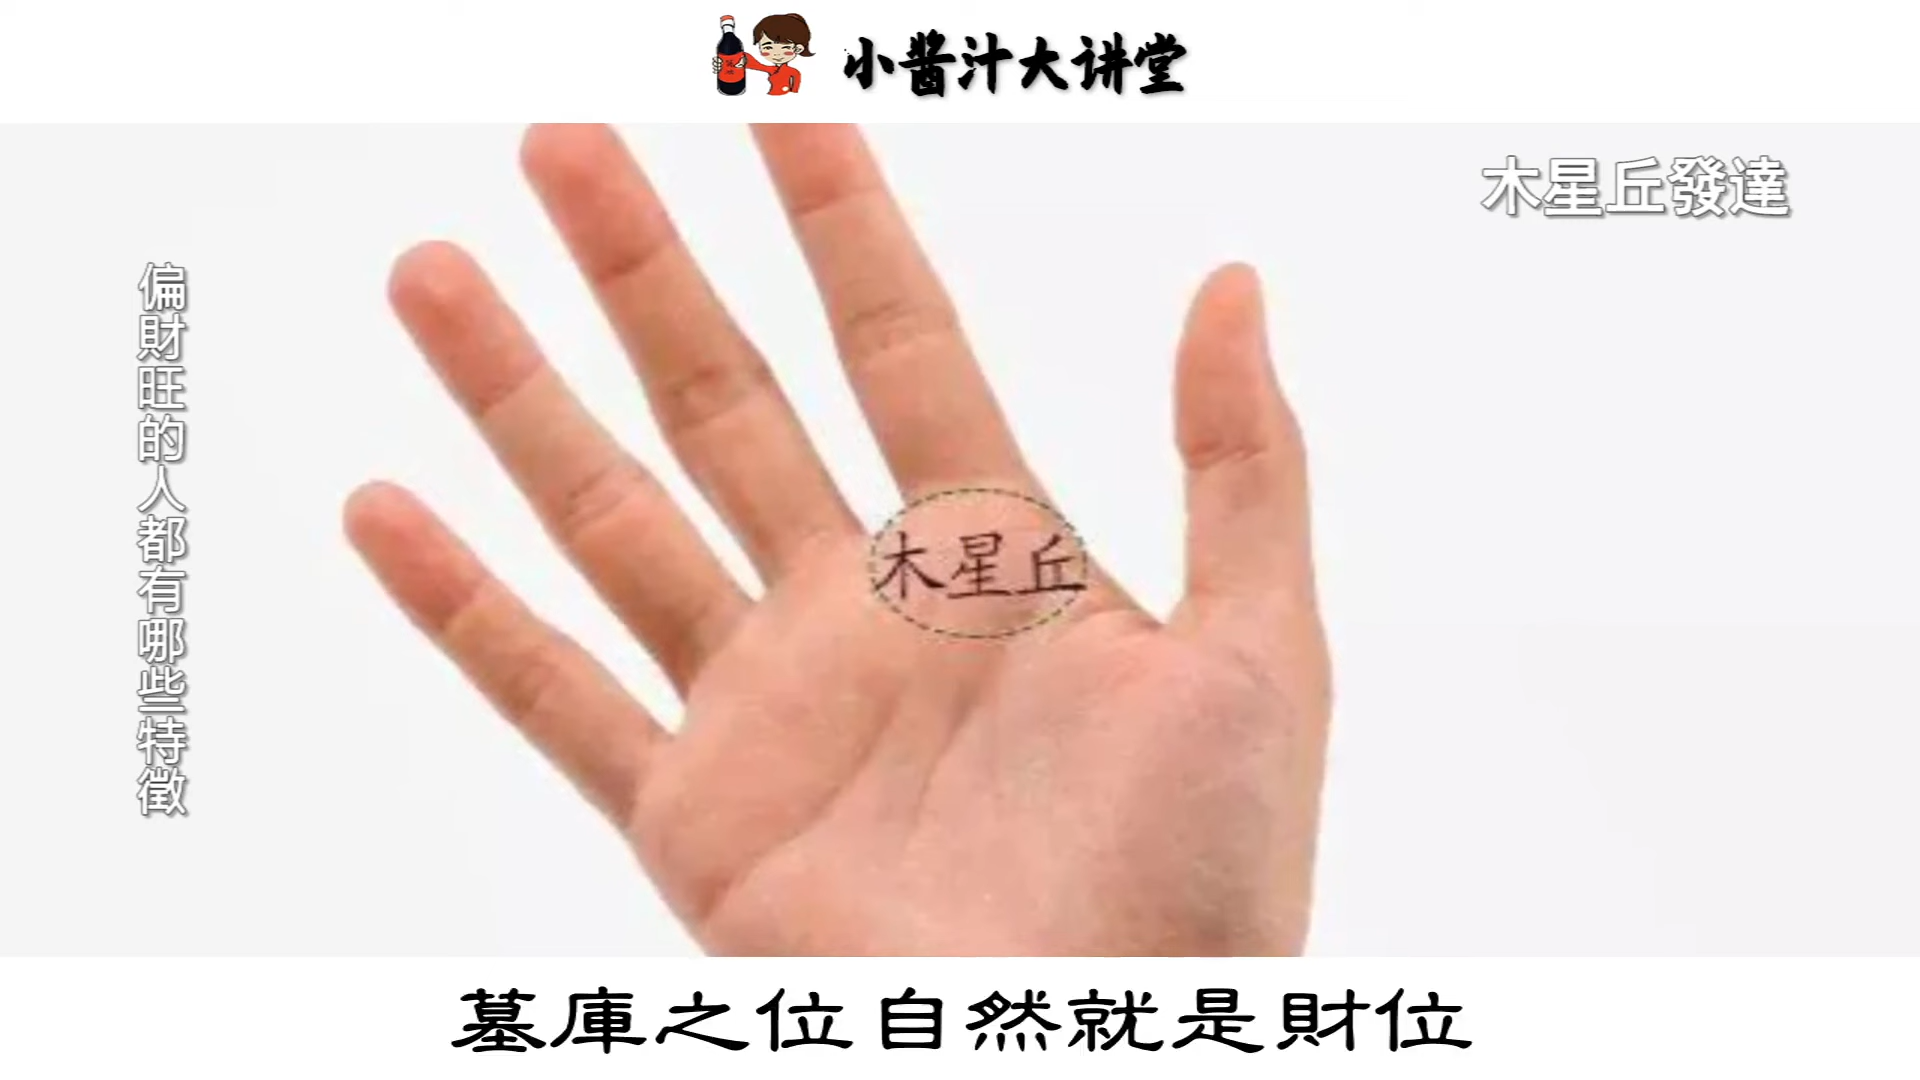 小酱汁大讲堂
木星丘發達
偏財旺的人都有哪些特徵
木星丘
墓庫之位自然就是財位